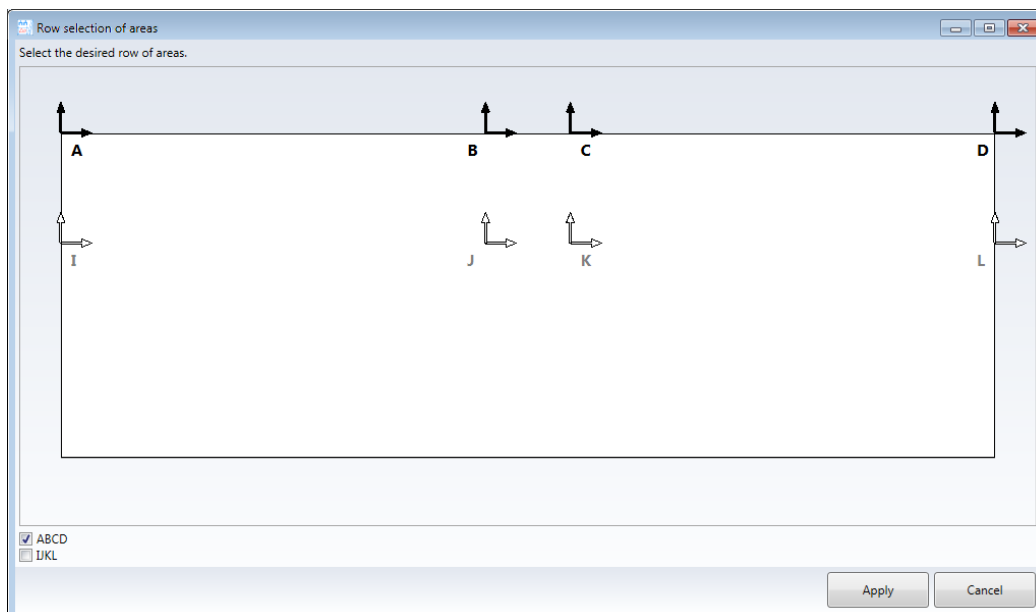 Row selection of areas
Select the desired row of areas.
A B C D
I J K L
ABCD
IJKL
Apply Cancel